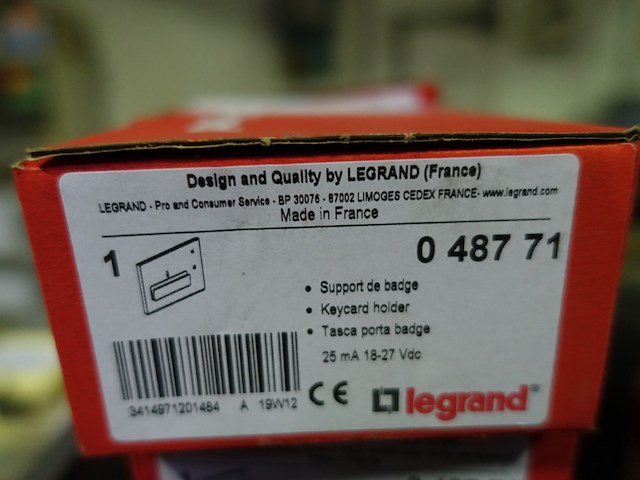 Design and Quality by LEGRAND (France)
LEGRAND - Pro and Consumer Service - BP 30076 - 87002 LIMOGES CEDEX FRANCE- www.legrand.com
Made in France
1
0 487 71
• Support de badge
• Keycard holder
• Tasca porta badge
25 mA 18-27 Vdc
3414971201484 A 19W12
CE
legrand®